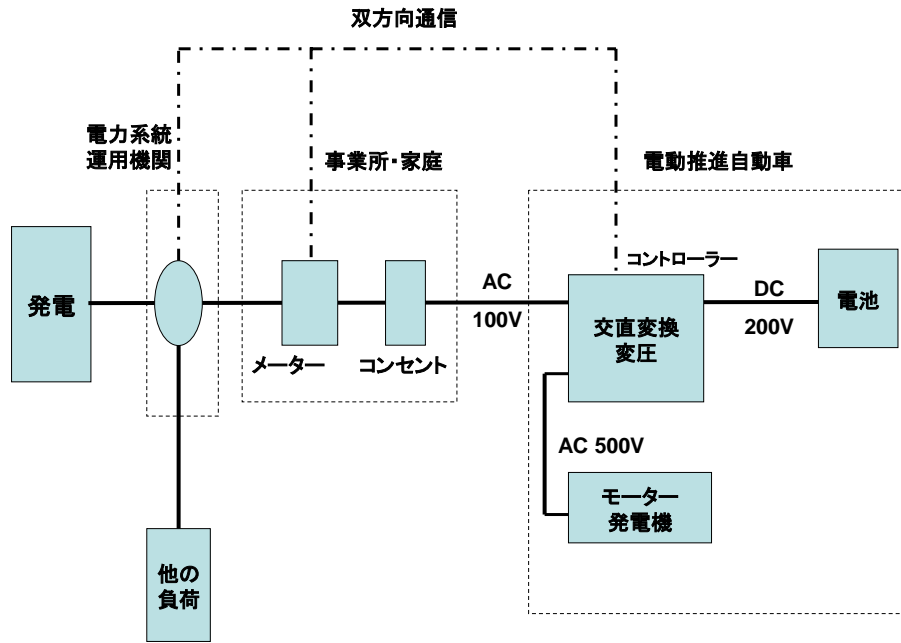 双方向通信
電力系統
運用機関
事業所・家庭
電動推進自動車
コントローラー
発電
メーター
コンセント
AC
100V
交直変換
変圧
DC
200V
電池
AC 500V
モーター
発電機
他の
負荷